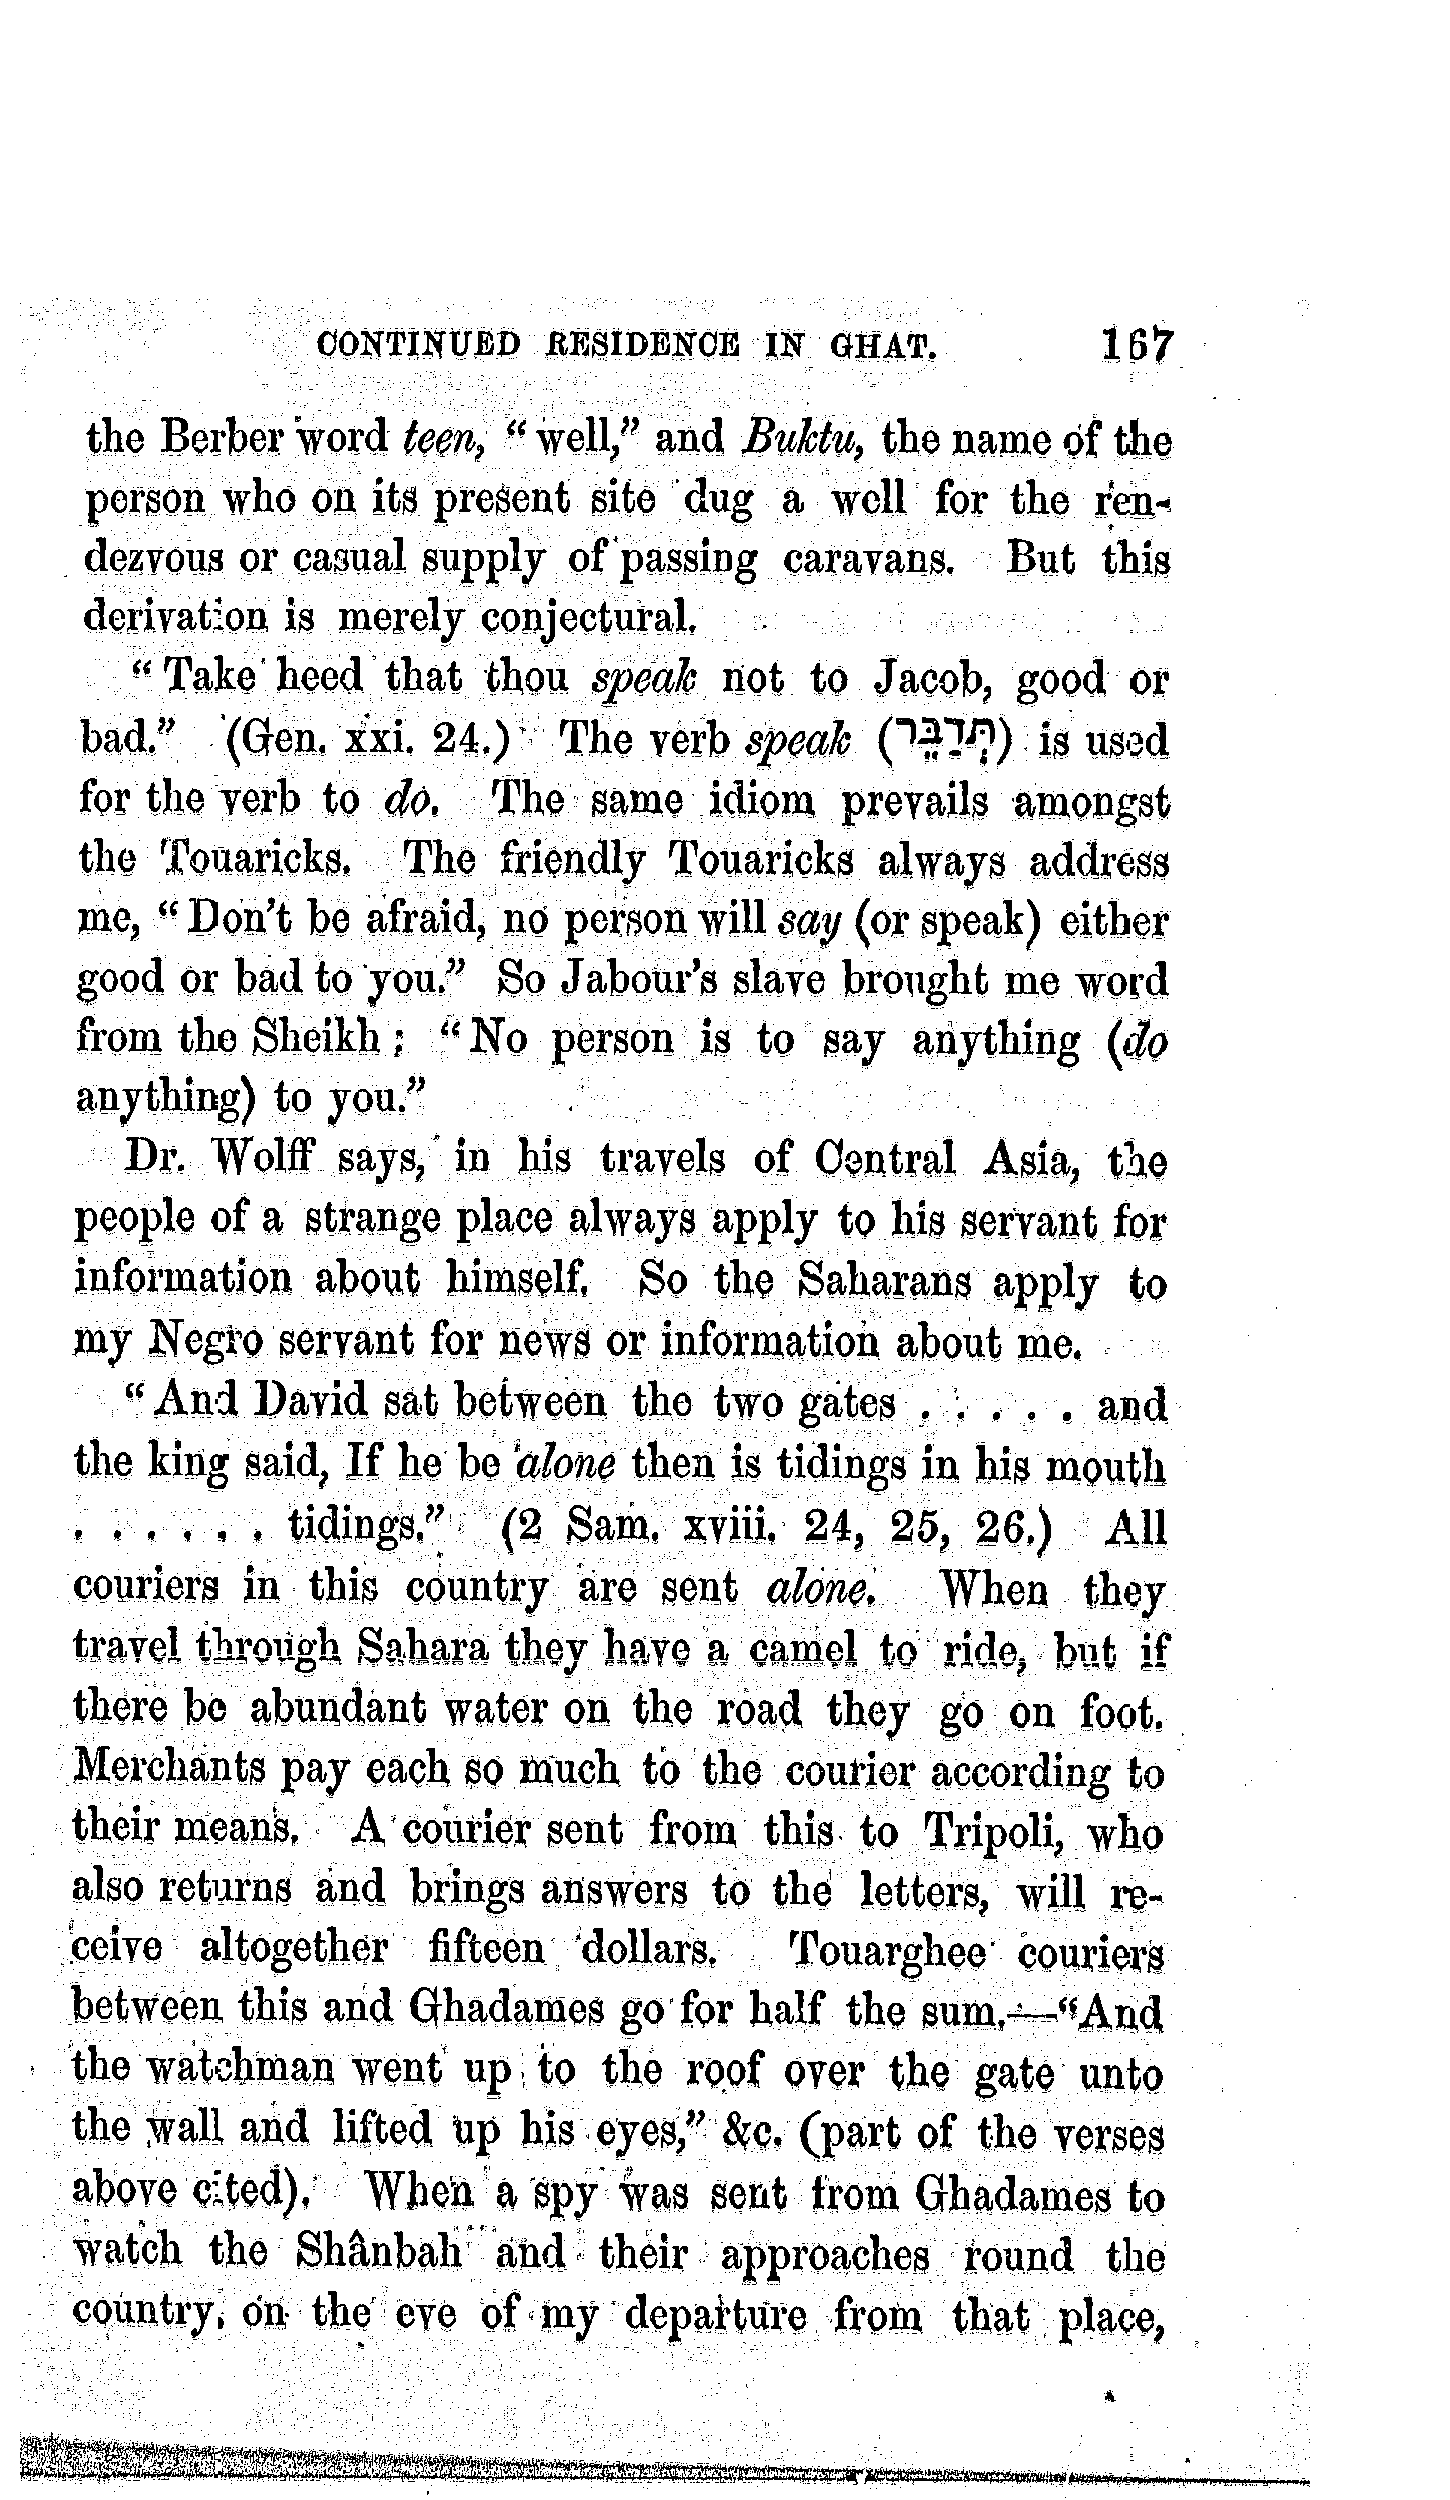 CONTINUED RESIDENCE IN GHAT. 167
the Berber word teen, “well,” and Buktu, the name of the
person who on its present site dug a well for the ren-
dezvous or casual supply of passing caravans. But this
derivation is merely conjectural.
“Take heed that thou speak not to Jacob, good or
bad.” (Gen. xxi. 24.) The verb speak (תְּדַבֵּר) is used
for the verb to do. The same idiom prevails amongst
the Touaricks. The friendly Touaricks always address
me, “Don't be afraid, no person will say (or speak) either
good or bad to you.” So Jabour's slave brought me word
from the Sheikh; “No person is to say anything (do
anything) to you.”
Dr. Wolff says, in his travels of Central Asia, the
people of a strange place always apply to his servant for
information about himself. So the Saharans apply to
my Negro servant for news or information about me.
“And David sat between the two gates . . . . . and
the king said, If he be alone then is tidings in his mouth
. . . . . . tidings.” (2 Sam. xviii. 24, 25, 26.) All
couriers in this country are sent alone. When they
travel through Sahara they have a camel to ride, but if
there be abundant water on the road they go on foot.
Merchants pay each so much to the courier according to
their means. A courier sent from this to Tripoli, who
also returns and brings answers to the letters, will re-
ceive altogether fifteen dollars. Touarghee couriers
between this and Ghadames go for half the sum.—“And
the watchman went up to the roof over the gate unto
the wall and lifted up his eyes,” &c. (part of the verses
above cited). When a spy was sent from Ghadames to
watch the Shânbah and their approaches round the
country, on the eve of my departure from that place,